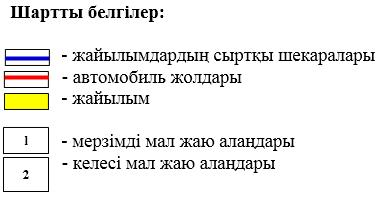 Шартты белгілер:
- жайылымдардың сыртқы шекаралары
- автомобиль жолдары
- жайылым
1 - мерзімді мал жаю алаңдары
2 - келесі мал жаю алаңдары